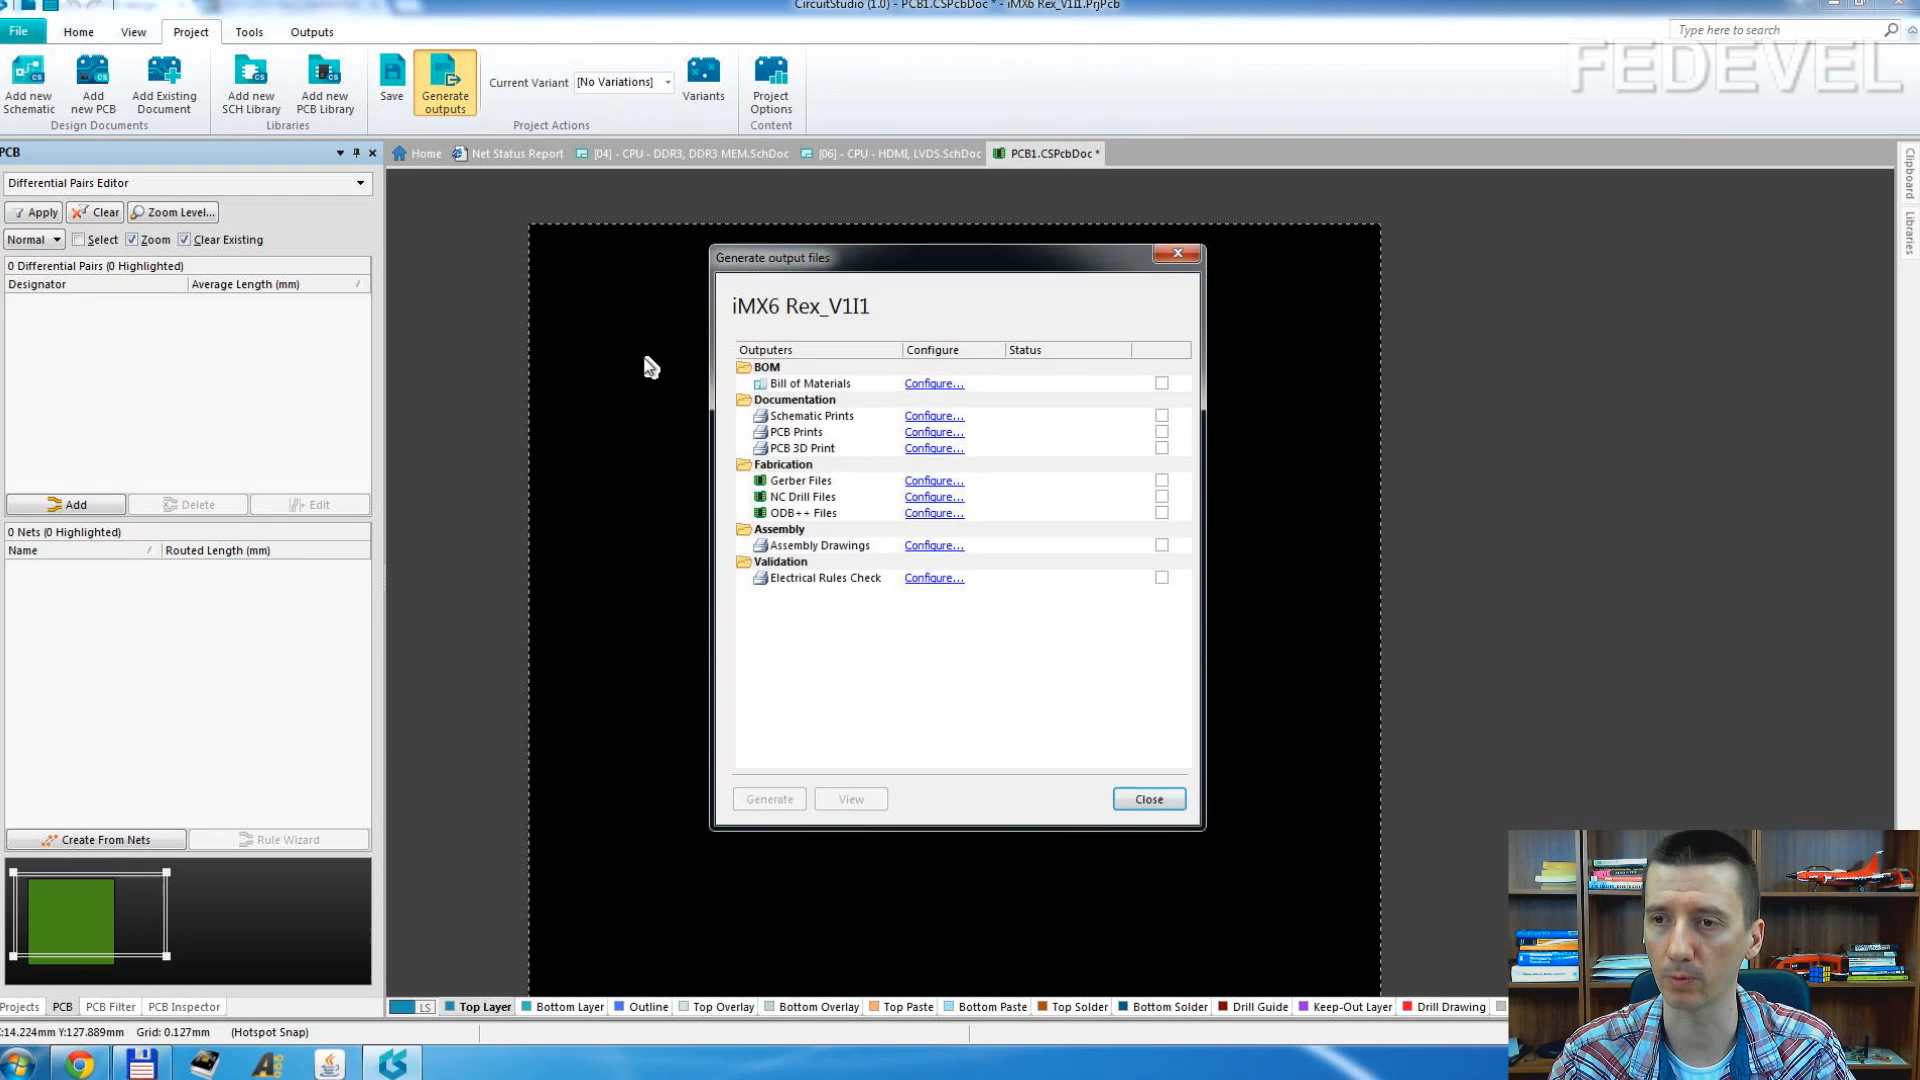 CircuitStudio (1.0) - PCB1.CSPcbDoc * - iMX6 Rex_V1I1.PrjPcb
File Home View Project Tools Outputs
Type here to search
FEDEVEL
Add new Schematic
Add new PCB
Add Existing Document
Design Documents
Add new SCH Library
Add new PCB Library
Libraries
Save
Generate outputs
Current Variant [No Variations]
Variants
Project Actions
Project Options
Content
PCB
Home Net Status Report [04] - CPU - DDR3, DDR3 MEM.SchDoc [06] - CPU - HDMI, LVDS.SchDoc PCB1.CSPcbDoc *
Clipboard
Libraries
Differential Pairs Editor
Apply Clear Zoom Level...
Normal Select Zoom Clear Existing
0 Differential Pairs (0 Highlighted)
Designator Average Length (mm)
Add Delete Edit
0 Nets (0 Highlighted)
Name Routed Length (mm)
Create From Nets Rule Wizard
Generate output files
iMX6 Rex_V1I1
Outputers Configure Status
BOM
Bill of Materials Configure...
Documentation
Schematic Prints Configure...
PCB Prints Configure...
PCB 3D Print Configure...
Fabrication
Gerber Files Configure...
NC Drill Files Configure...
ODB++ Files Configure...
Assembly
Assembly Drawings Configure...
Validation
Electrical Rules Check Configure...
Generate View Close
Projects PCB PCB Filter PCB Inspector
LS Top Layer Bottom Layer Outline Top Overlay Bottom Overlay Top Paste Bottom Paste Top Solder Bottom Solder Drill Guide Keep-Out Layer Drill Drawing
X:14.224mm Y:127.889mm Grid: 0.127mm (Hotspot Snap)